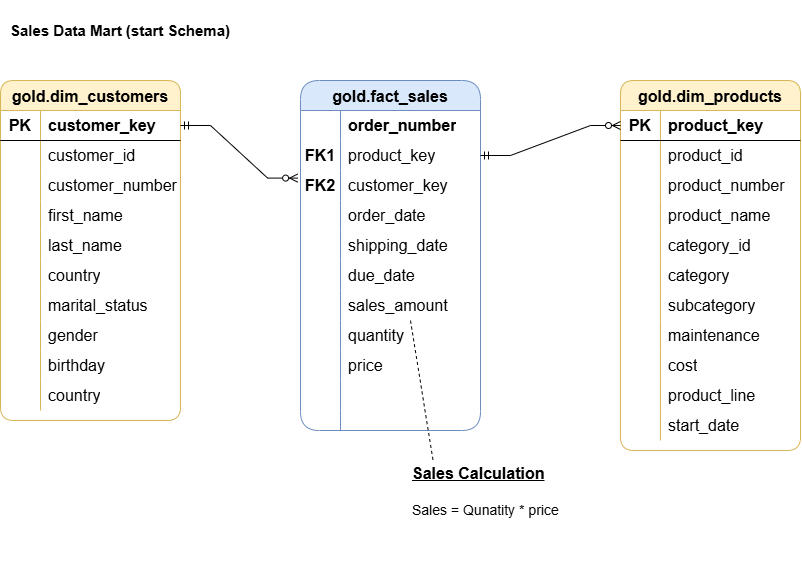 Sales Data Mart (start Schema)
gold.dim_customers
PK customer_key
customer_id
customer_number
first_name
last_name
country
marital_status
gender
birthday
country
gold.fact_sales
order_number
FK1 product_key
FK2 customer_key
order_date
shipping_date
due_date
sales_amount
quantity
price
gold.dim_products
PK product_key
product_id
product_number
product_name
category_id
category
subcategory
maintenance
cost
product_line
start_date
Sales Calculation
Sales = Qunatity * price